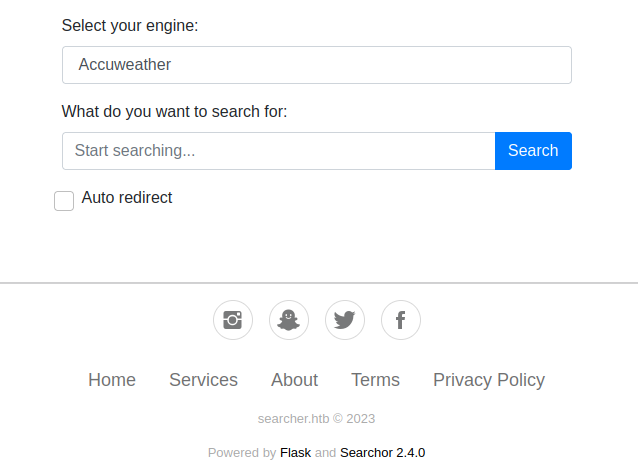 Select your engine:
Accuweather
What do you want to search for:
Start searching...
Search
Auto redirect
Home Services About Terms Privacy Policy
searcher.htb © 2023
Powered by Flask and Searchor 2.4.0